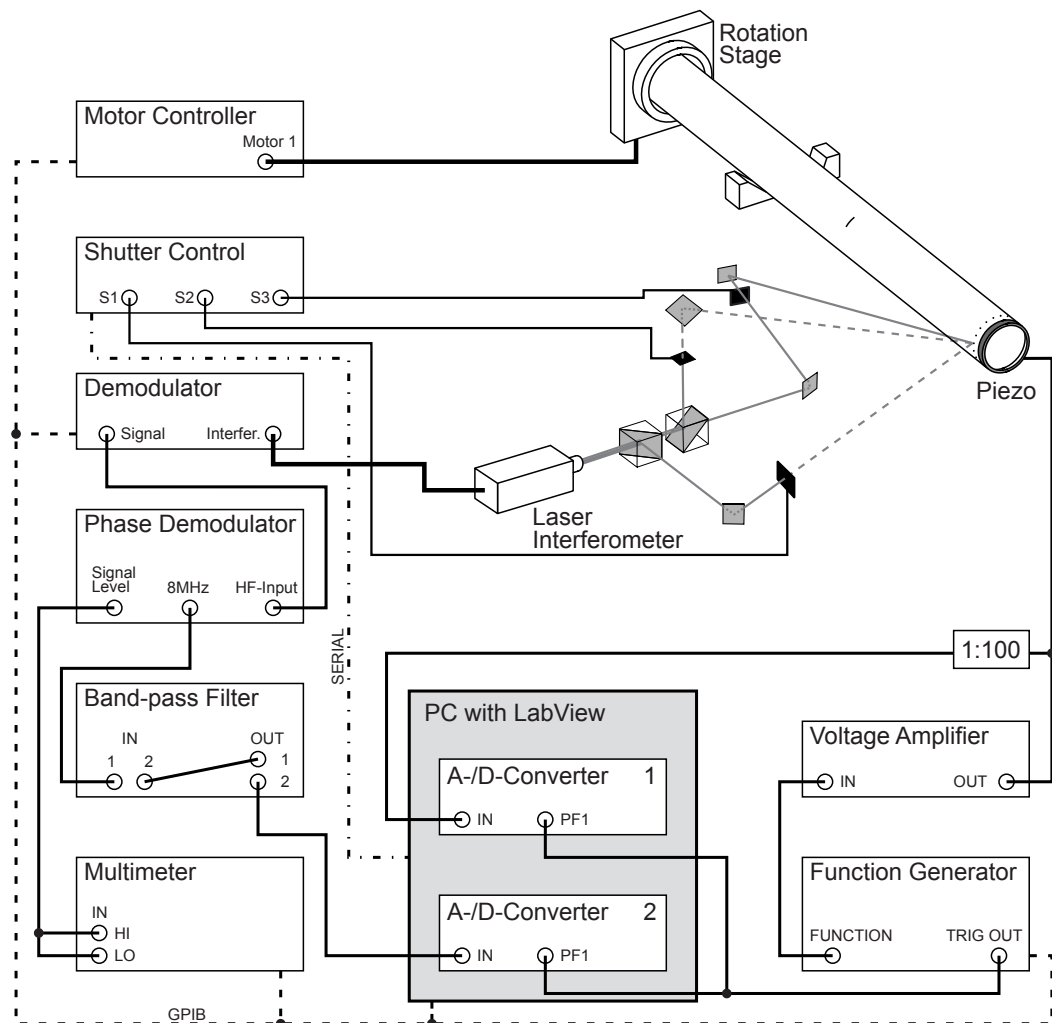 Rotation
Stage
Motor Controller
Motor 1
Shutter Control
S1 S2 S3
Demodulator
Signal Interfer.
Piezo
Laser
Interferometer
Phase Demodulator
Signal
Level 8MHz HF-Input
SERIAL
1:100
Band-pass Filter
IN OUT
1 2 1
2
PC with LabView
Voltage Amplifier
IN OUT
A-/D-Converter 1
IN PF1
Multimeter
IN
HI
LO
A-/D-Converter 2
IN PF1
Function Generator
FUNCTION TRIG OUT
GPIB